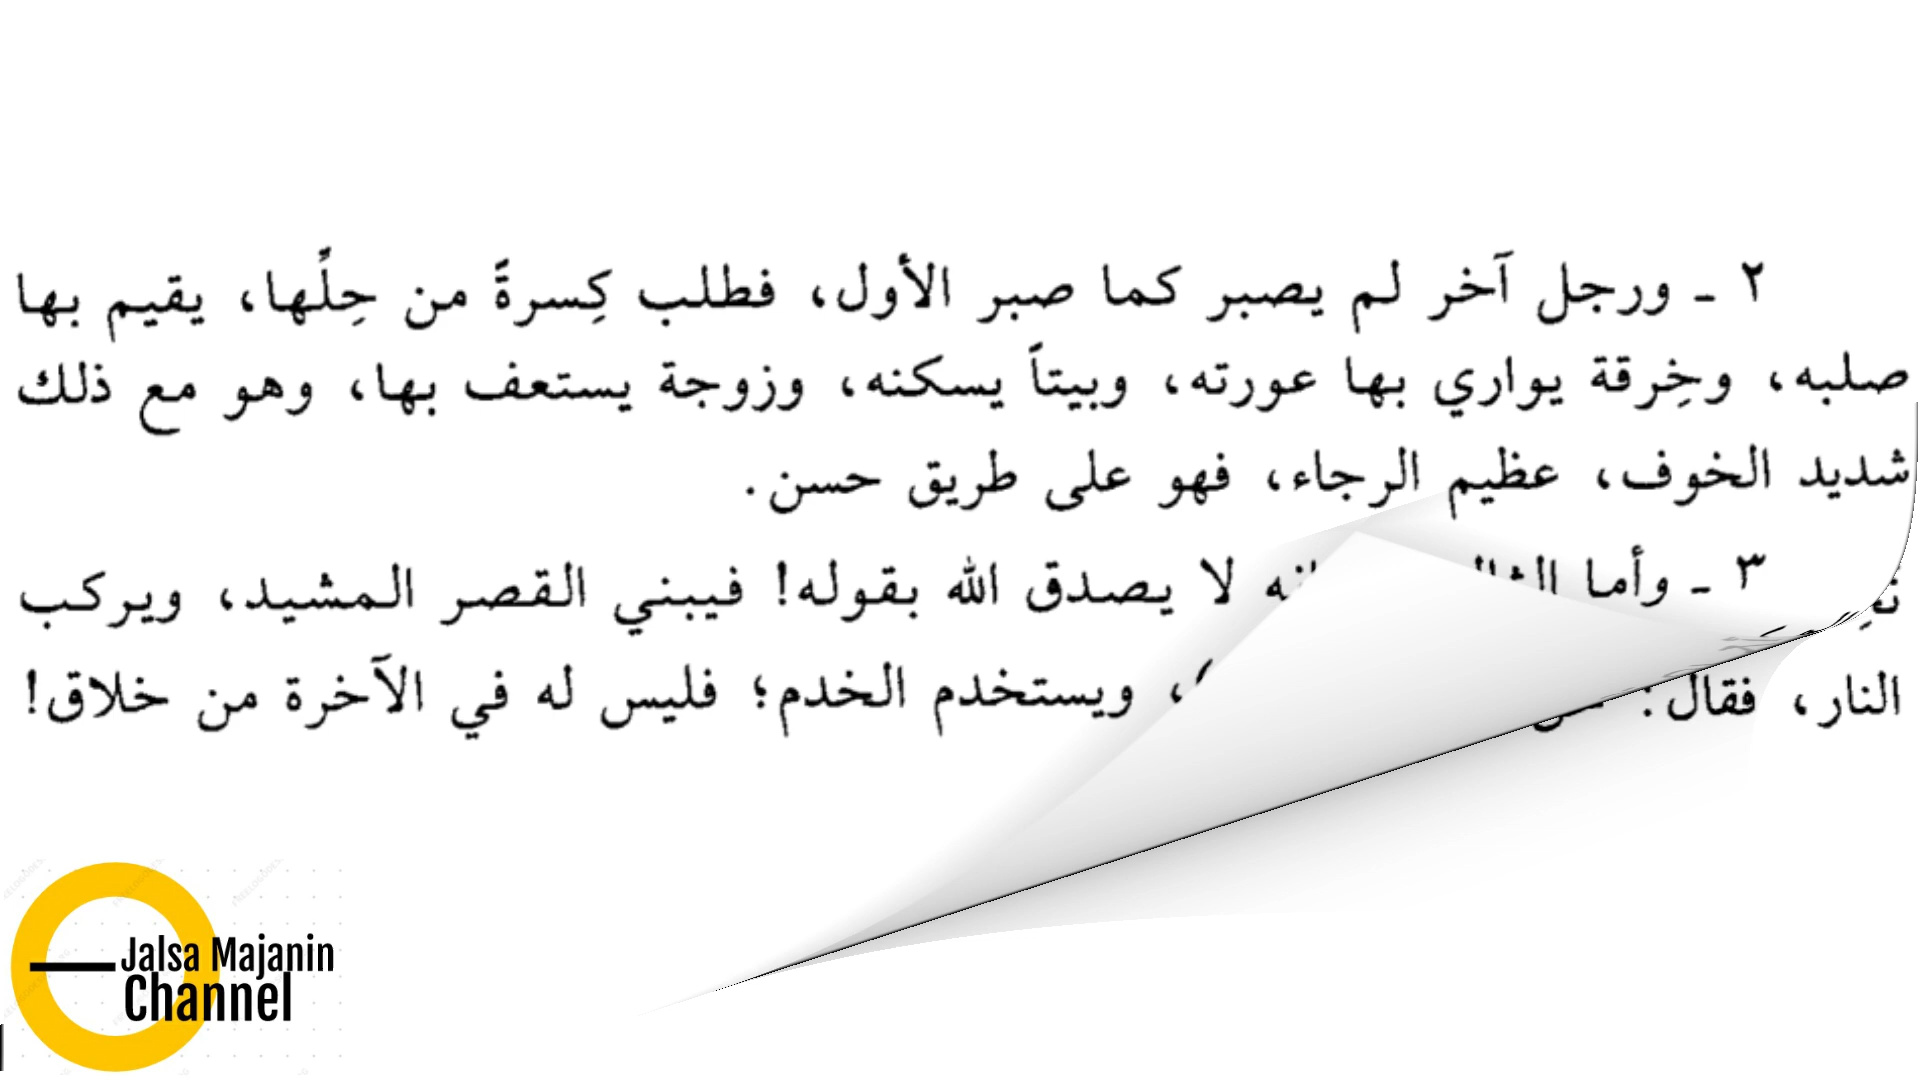 ٢ ـ ورجل آخر لم يصبر كما صبر الأول، فطلب كِسرةً من حِلِّها، يقيم بها
صلبه، وخِرقة يواري بها عورته، وبيتاً يسكنه، وزوجة يستعف بها، وهو مع ذلك
شديد الخوف، عظيم الرجاء، فهو على طريق حسن.
٣ ـ وأما لا يصدق الله بقوله! فيبني القصر المشيد، ويركب
النار، فقال: ، ويستخدم الخدم؛ فليس له في الآخرة من خلاق!
Jalsa Majanin
Channel